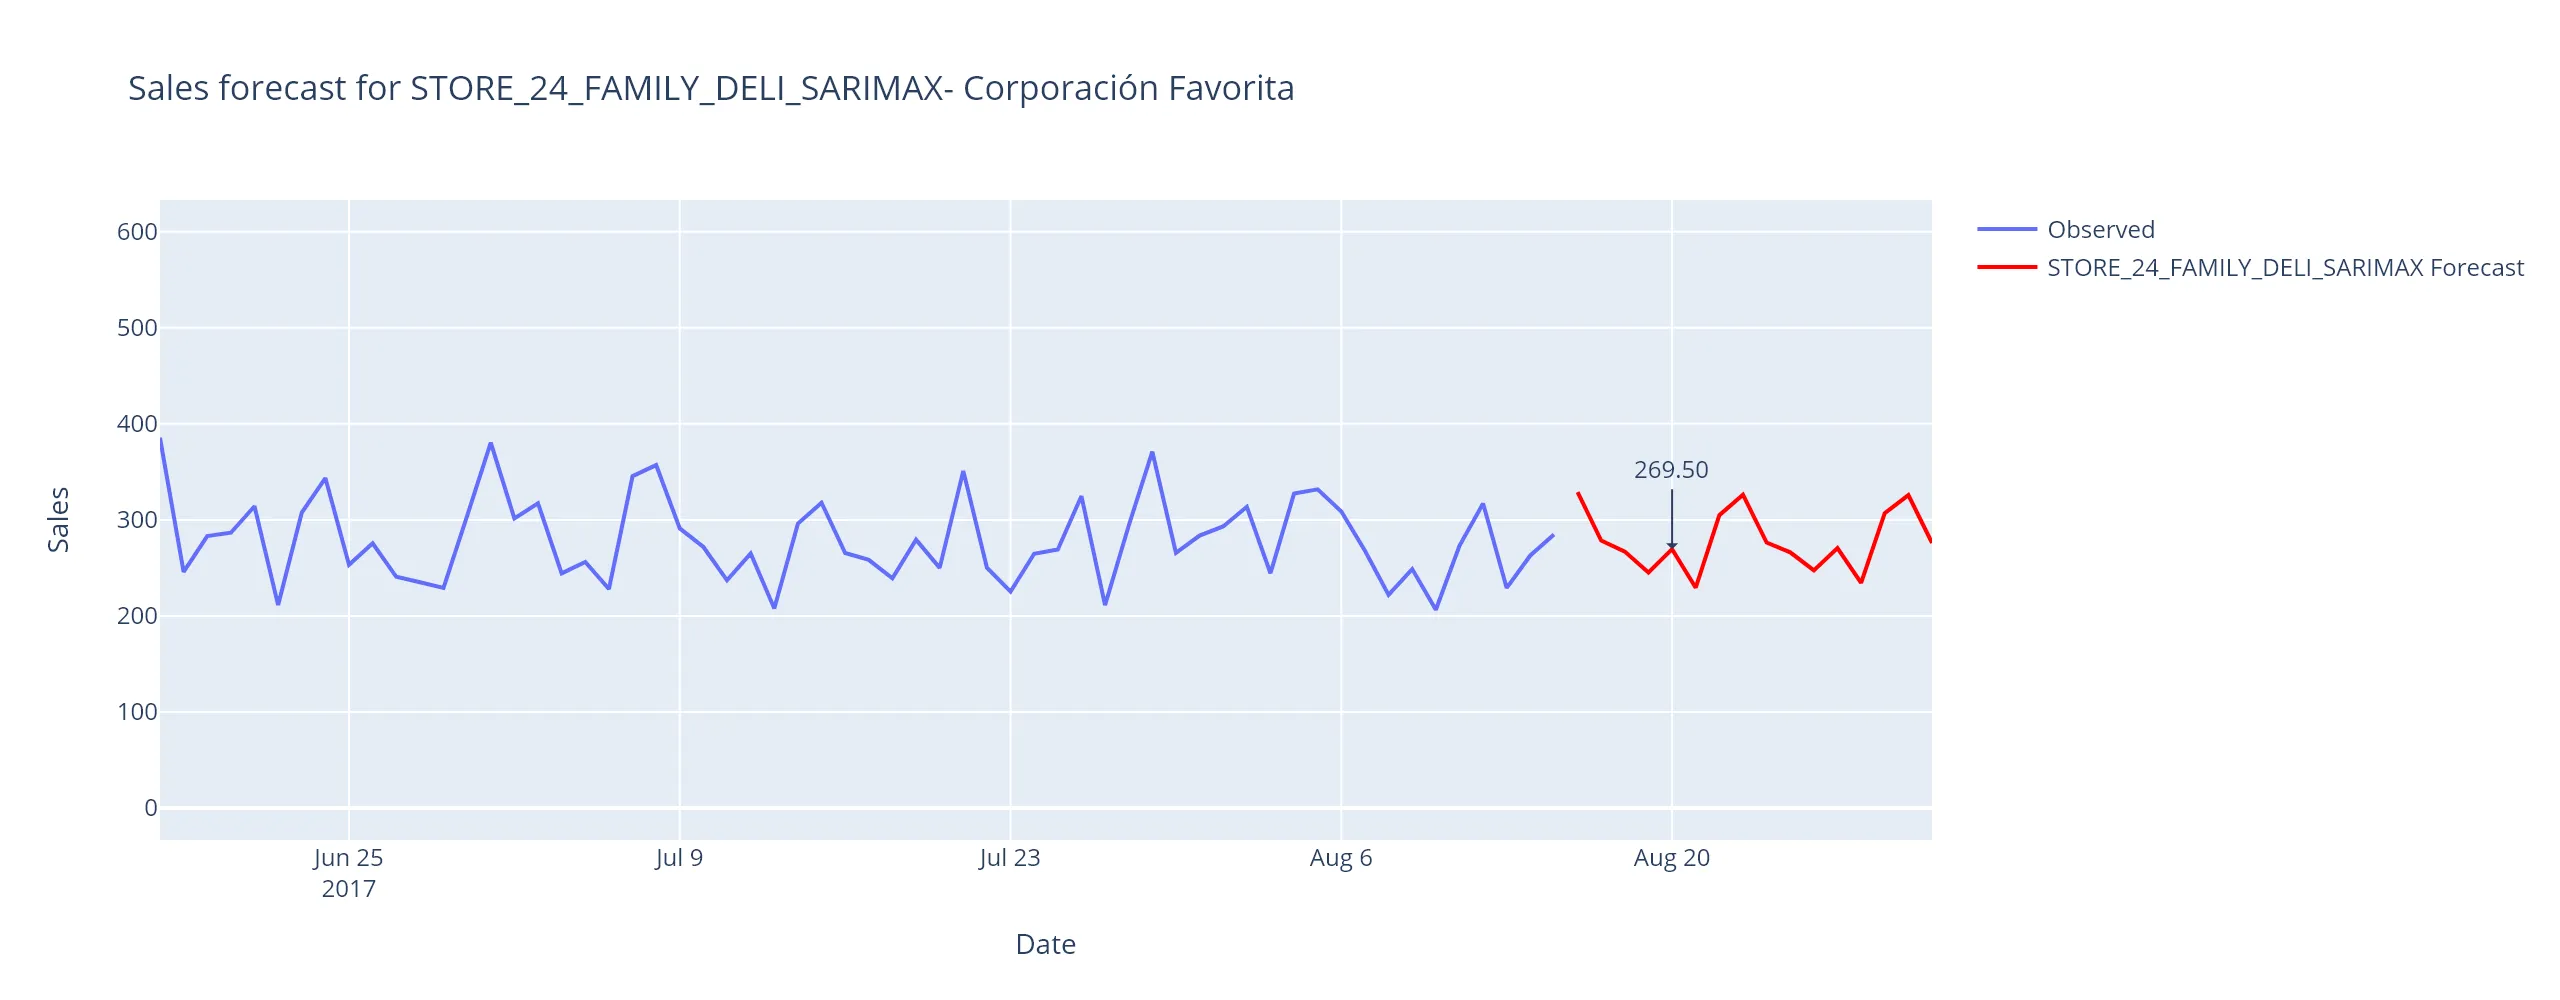 Sales forecast for STORE_24_FAMILY_DELI_SARIMAX- Corporación Favorita
Observed
STORE_24_FAMILY_DELI_SARIMAX Forecast
600
500
400
300
200
100
0
Sales
269.50
Jun 25
2017
Jul 9
Jul 23
Aug 6
Aug 20
Date